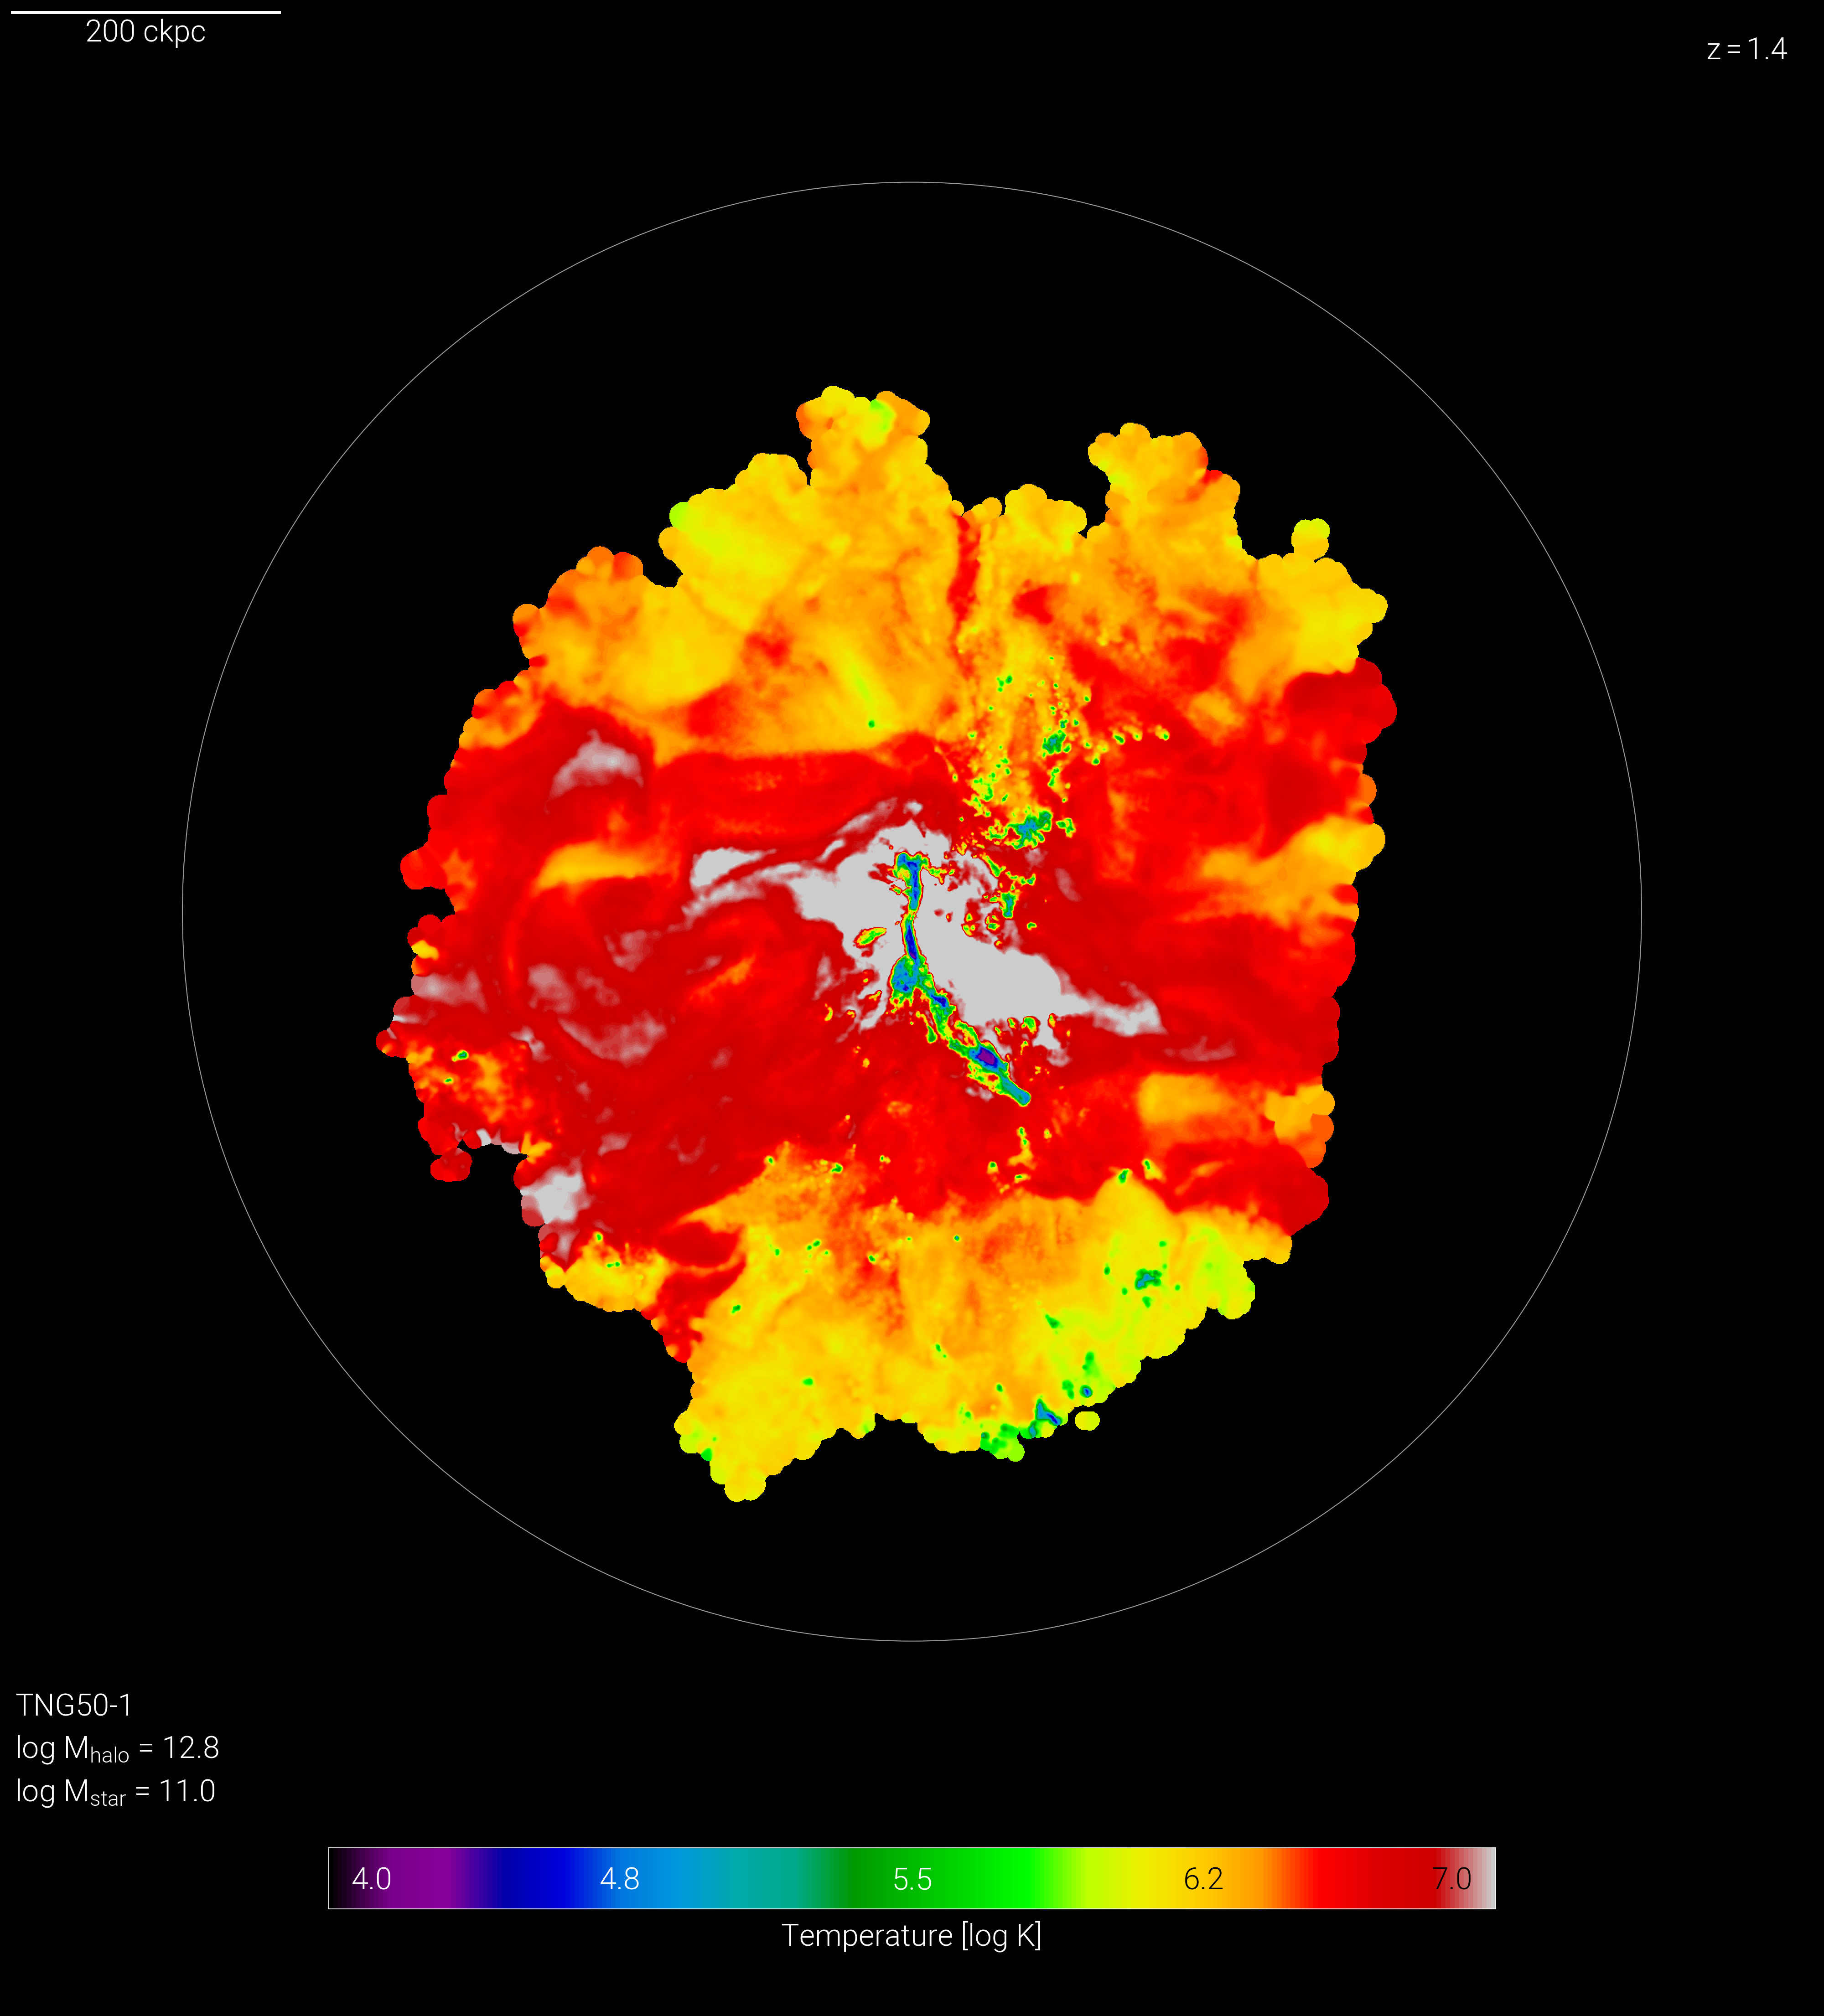 200 ckpc
z = 1.4
TNG50-1
log Mhalo = 12.8
log Mstar = 11.0
4.0 4.8 5.5 6.2 7.0
Temperature [log K]